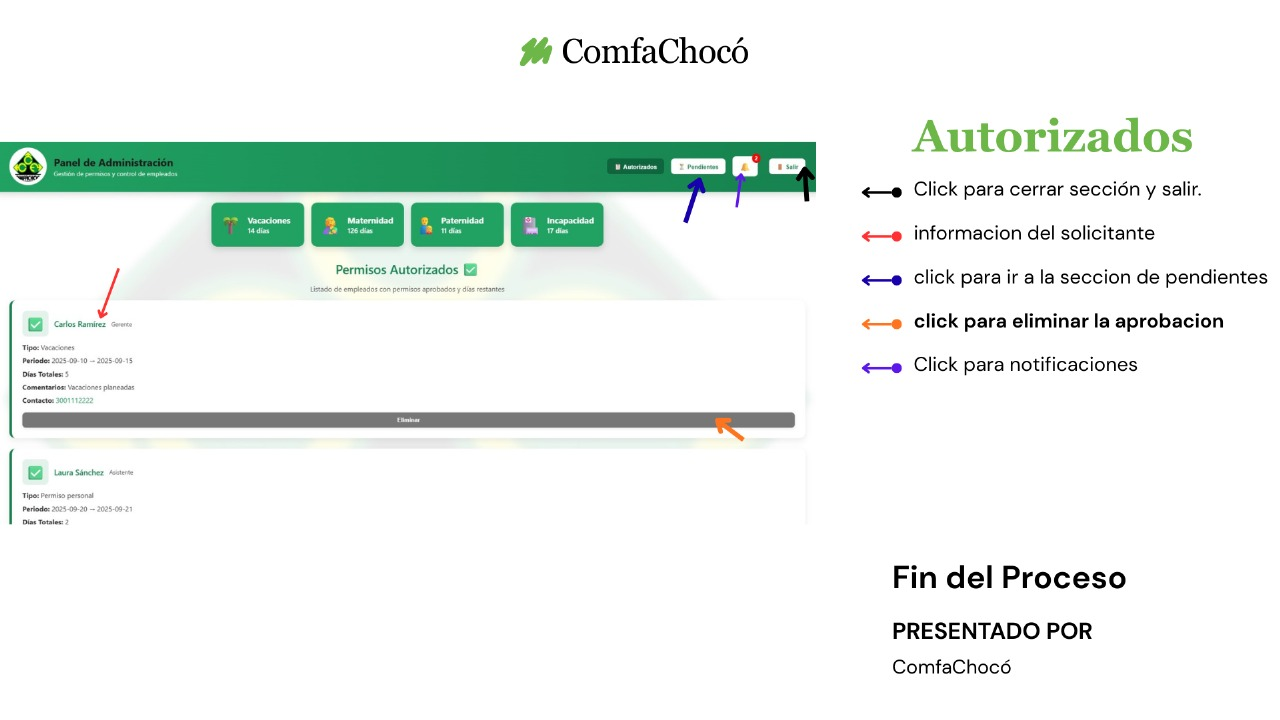 ComfaChocó
Panel de Administración
Gestión de permisos y control de empleados
Autorizados
Pendientes
2
Salir
Vacaciones
14 días
Maternidad
126 días
Paternidad
11 días
Incapacidad
17 días
Permisos Autorizados
Listado de empleados con permisos aprobados y días restantes
Carlos Ramírez Gerente
Tipo: Vacaciones
Periodo: 2025-09-10 → 2025-09-15
Días Totales: 5
Comentarios: Vacaciones planeadas
Contacto: 3001112222
Eliminar
Laura Sánchez Asistente
Tipo: Permiso personal
Periodo: 2025-09-20 → 2025-09-21
Días Totales: 2
Autorizados
Click para cerrar sección y salir.
informacion del solicitante
click para ir a la seccion de pendientes
click para eliminar la aprobacion
Click para notificaciones
Fin del Proceso
PRESENTADO POR
ComfaChocó